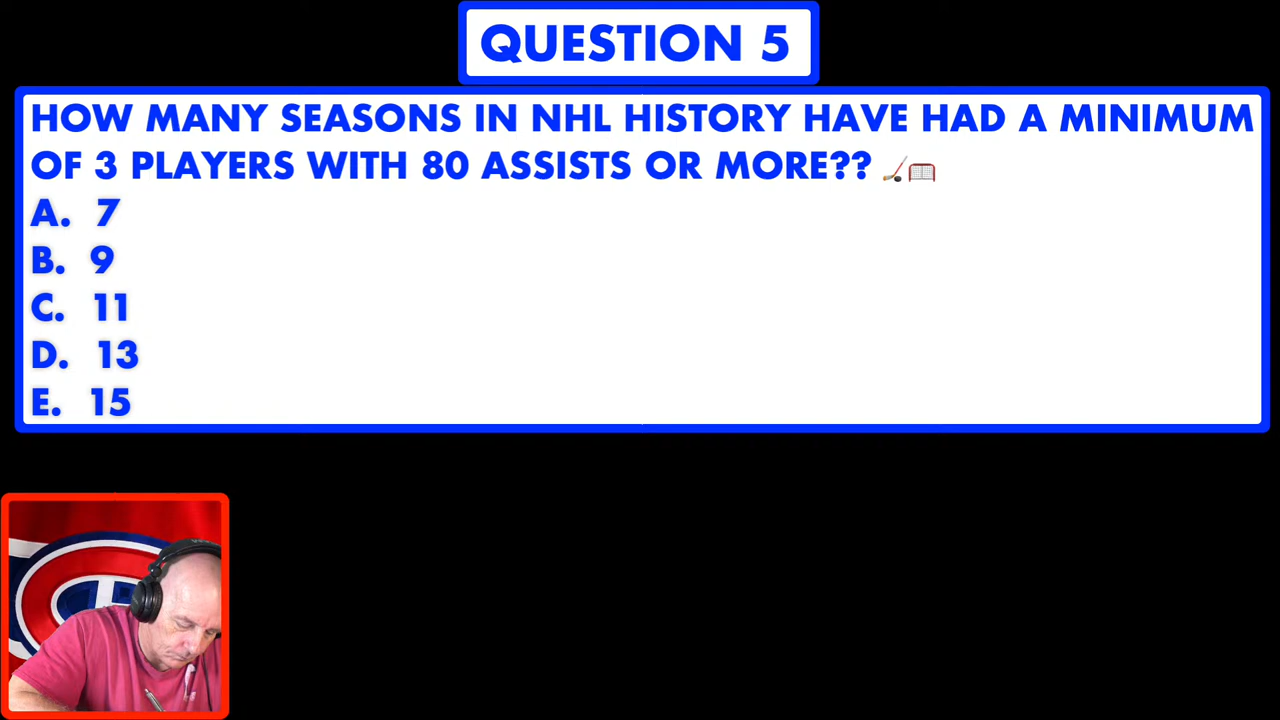 QUESTION 5
HOW MANY SEASONS IN NHL HISTORY HAVE HAD A MINIMUM
OF 3 PLAYERS WITH 80 ASSISTS OR MORE??
A. 7
B. 9
C. 11
D. 13
E. 15